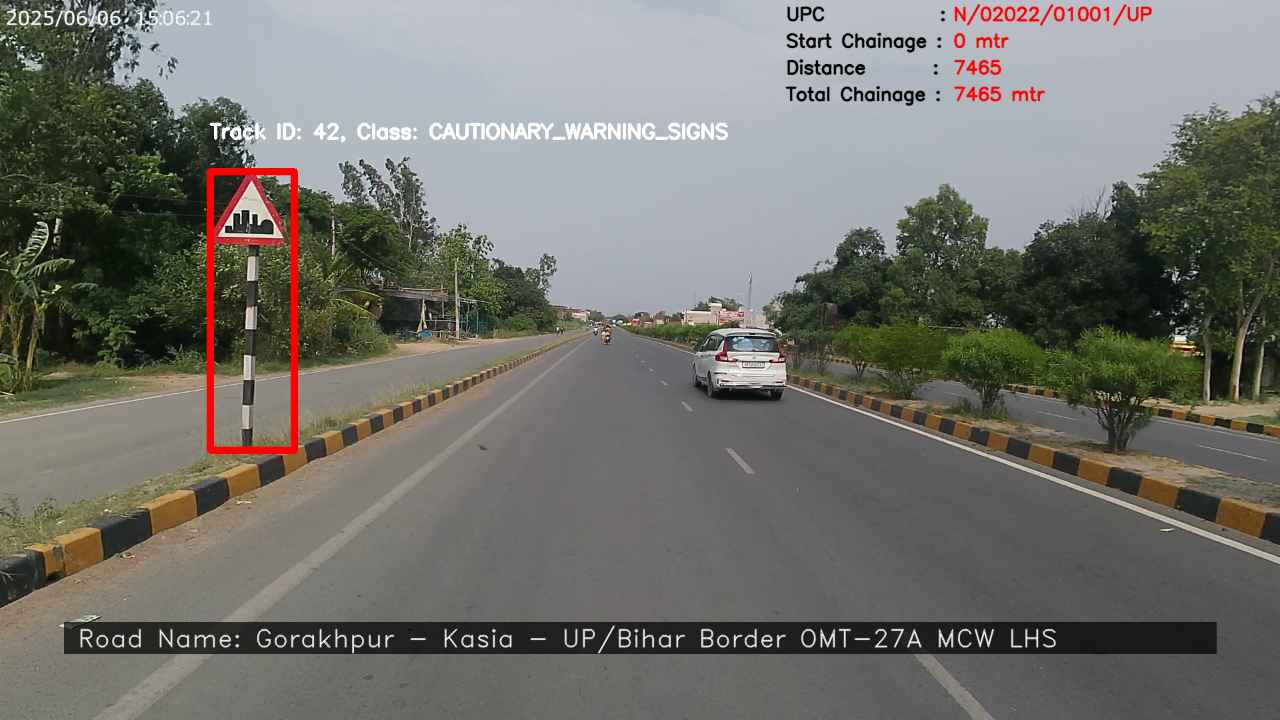 2025/06/06 15:06:21
UPC : N/02022/01001/UP
Start Chainage : 0 mtr
Distance : 7465
Total Chainage : 7465 mtr
Track ID: 42, Class: CAUTIONARY_WARNING_SIGNS
Road Name: Gorakhpur - Kasia - UP/Bihar Border OMT-27A MCW LHS